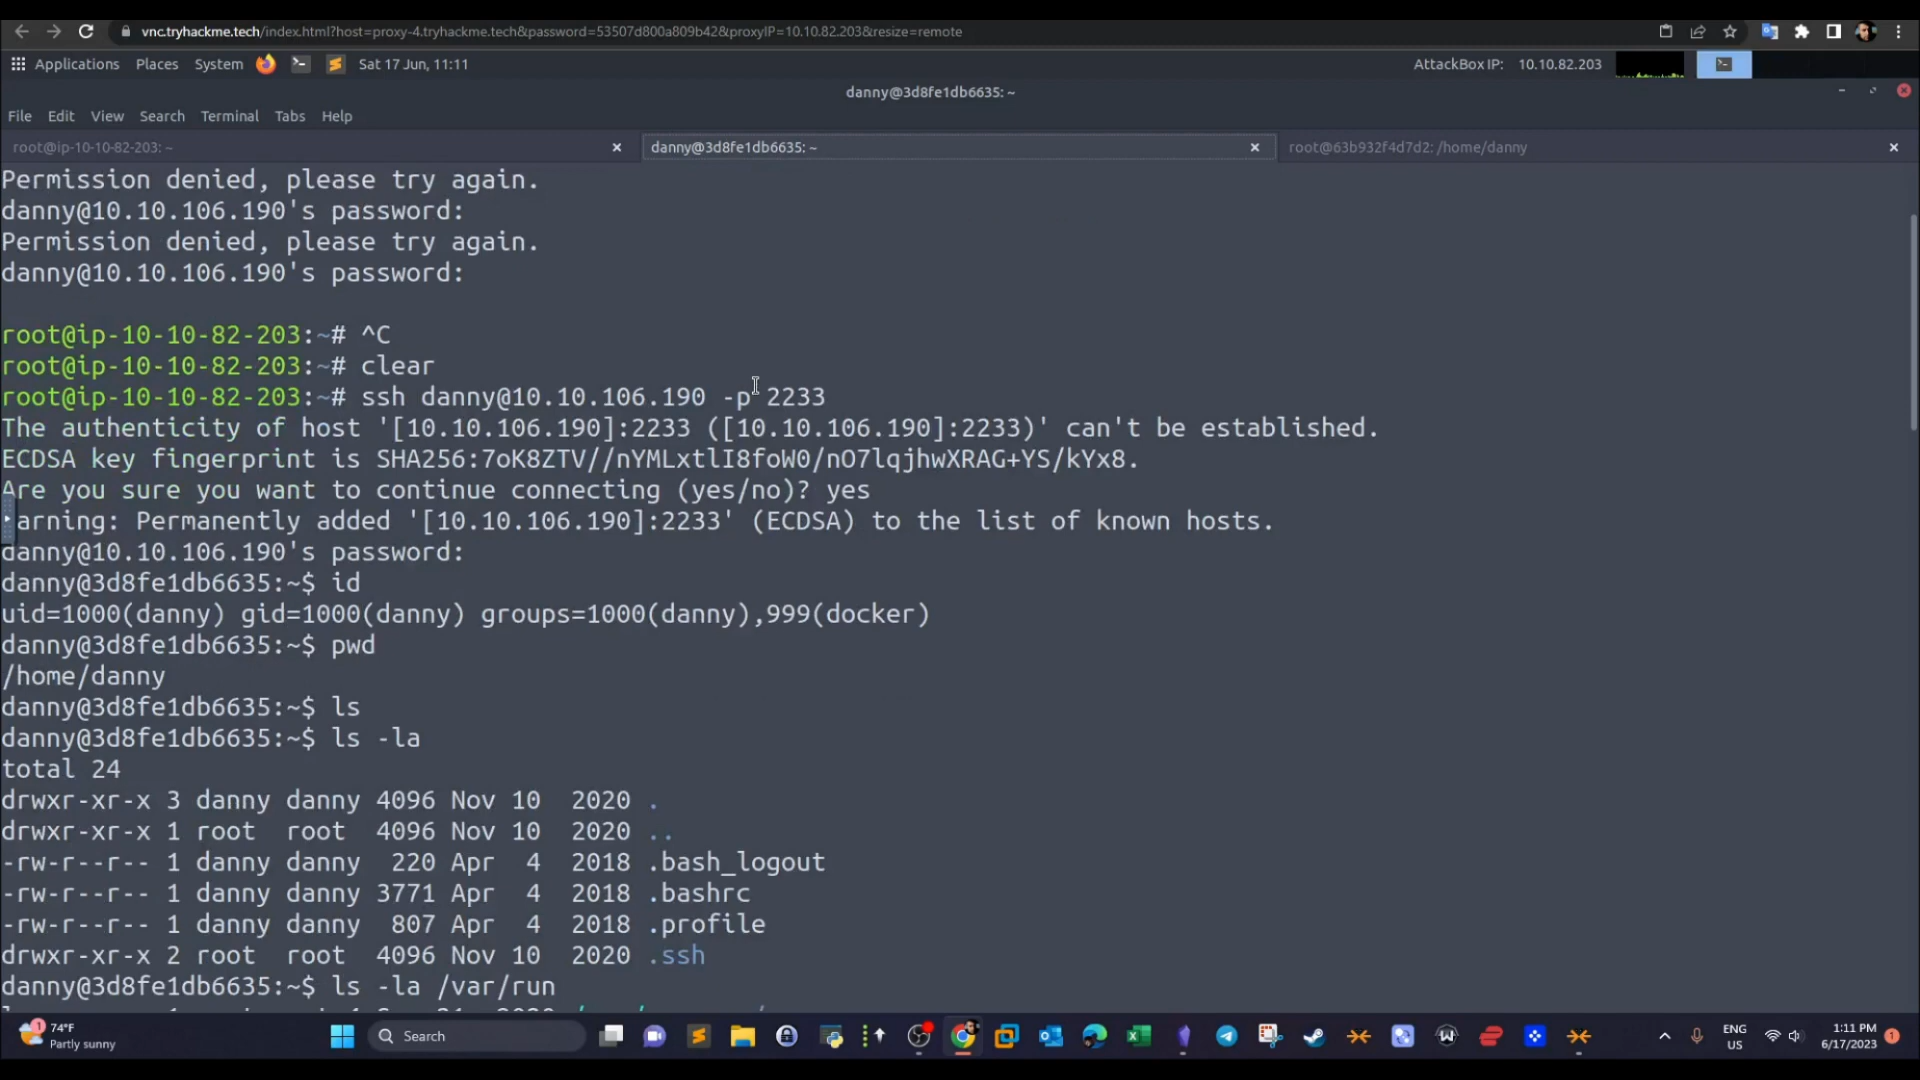 vnc.tryhackme.tech/index.html?host=proxy-4.tryhackme.tech&password=53507d800a809b42&proxyIP=10.10.82.203&resize=remote
Applications Places System Sat 17 Jun, 11:11 AttackBox IP: 10.10.82.203
danny@3d8fe1db6635: ~
File Edit View Search Terminal Tabs Help
root@ip-10-10-82-203: ~ danny@3d8fe1db6635: ~ root@63b932f4d7d2: /home/danny
Permission denied, please try again.
danny@10.10.106.190's password:
Permission denied, please try again.
danny@10.10.106.190's password:
root@ip-10-10-82-203:~# ^C
root@ip-10-10-82-203:~# clear
root@ip-10-10-82-203:~# ssh danny@10.10.106.190 -p 2233
The authenticity of host '[10.10.106.190]:2233 ([10.10.106.190]:2233)' can't be established.
ECDSA key fingerprint is SHA256:7oK8ZTV//nYMLxtlI8foW0/nO7lqjhwXRAG+YS/kYx8.
Are you sure you want to continue connecting (yes/no)? yes
arning: Permanently added '[10.10.106.190]:2233' (ECDSA) to the list of known hosts.
danny@10.10.106.190's password:
danny@3d8fe1db6635:~$ id
uid=1000(danny) gid=1000(danny) groups=1000(danny),999(docker)
danny@3d8fe1db6635:~$ pwd
/home/danny
danny@3d8fe1db6635:~$ ls
danny@3d8fe1db6635:~$ ls -la
total 24
drwxr-xr-x 3 danny danny 4096 Nov 10 2020 .
drwxr-xr-x 1 root root 4096 Nov 10 2020 ..
-rw-r--r-- 1 danny danny 220 Apr 4 2018 .bash_logout
-rw-r--r-- 1 danny danny 3771 Apr 4 2018 .bashrc
-rw-r--r-- 1 danny danny 807 Apr 4 2018 .profile
drwxr-xr-x 2 root root 4096 Nov 10 2020 .ssh
danny@3d8fe1db6635:~$ ls -la /var/run
74°F
Partly sunny
Search
ENG
US
1:11 PM
6/17/2023